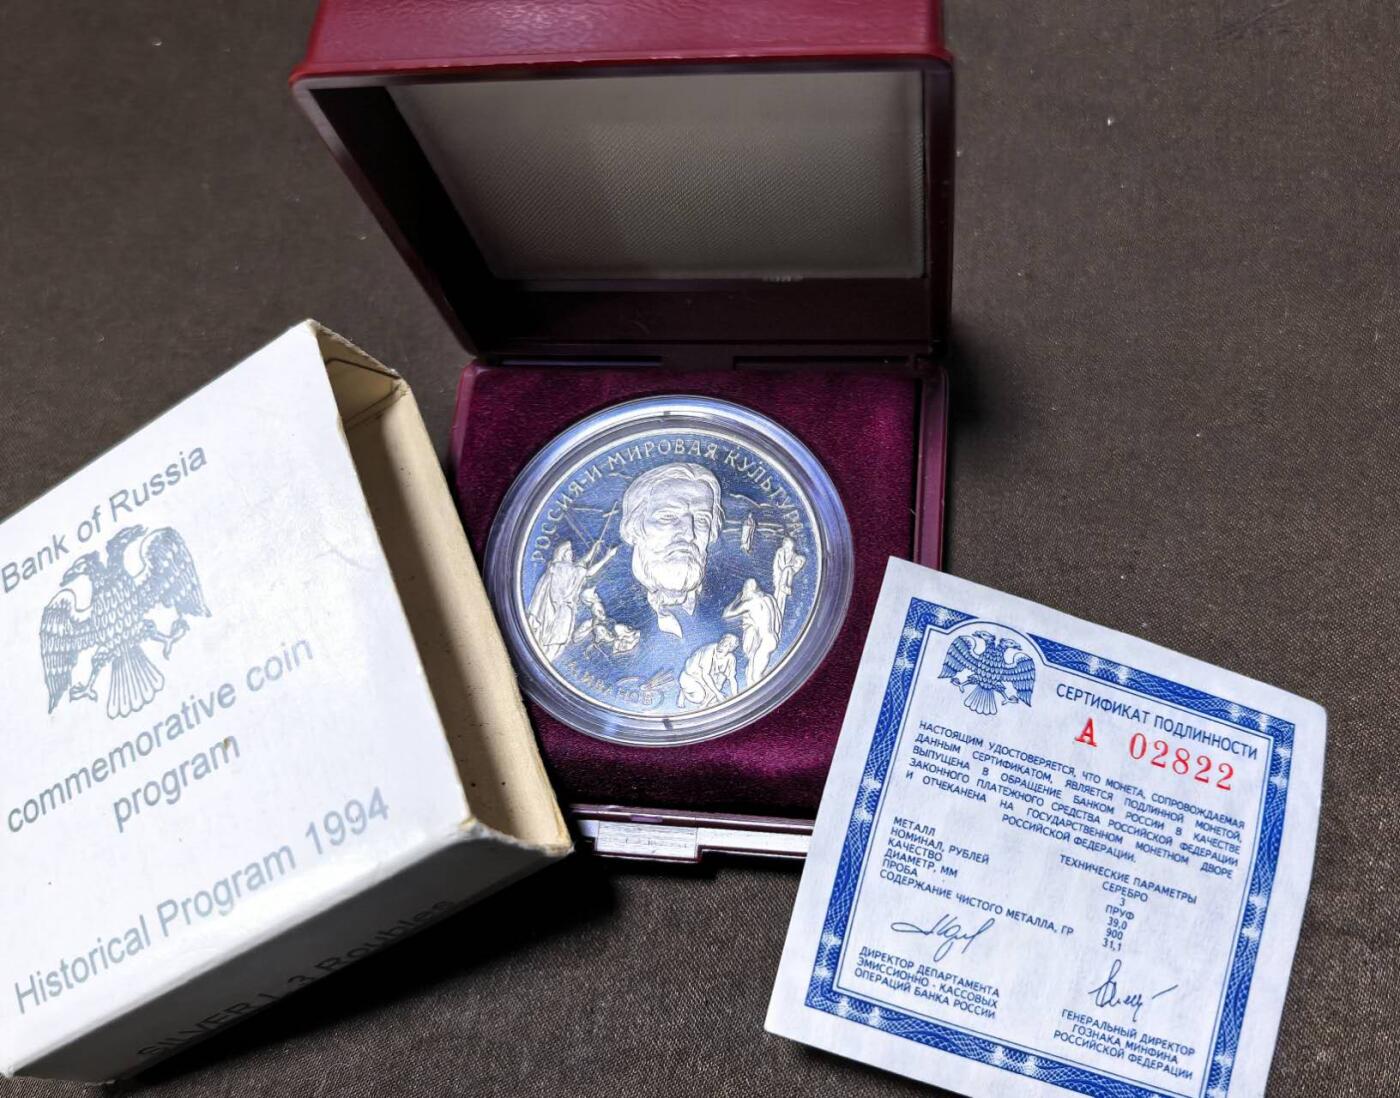 Bank of Russia
commemorative coin
program
Historical Program 1994
SILVER 3 Roubles
РОССИЯ И МИРОВАЯ КУЛЬТУРА
ИВАНОВ
СЕРТИФИКАТ ПОДЛИННОСТИ
А 02822
НАСТОЯЩИМ УДОСТОВЕРЯЕТСЯ, ЧТО МОНЕТА, СОПРОВОЖДАЕМАЯ
ДАННЫМ СЕРТИФИКАТОМ, ЯВЛЯЕТСЯ ПОДЛИННОЙ МОНЕТОЙ,
ВЫПУЩЕНА В ОБРАЩЕНИЕ БАНКОМ РОССИИ В КАЧЕСТВЕ
ЗАКОННОГО ПЛАТЕЖНОГО СРЕДСТВА РОССИЙСКОЙ ФЕДЕРАЦИИ
И ОТЧЕКАНЕНА НА ГОСУДАРСТВЕННОМ МОНЕТНОМ ДВОРЕ
РОССИЙСКОЙ ФЕДЕРАЦИИ.
ТЕХНИЧЕСКИЕ ПАРАМЕТРЫ
МЕТАЛЛ СЕРЕБРО
НОМИНАЛ, РУБЛЕЙ 3
КАЧЕСТВО ПРУФ
ДИАМЕТР, ММ 39,0
ПРОБА 900
СОДЕРЖАНИЕ ЧИСТОГО МЕТАЛЛА, ГР 31,1
ДИРЕКТОР ДЕПАРТАМЕНТА
ЭМИССИОННО - КАССОВЫХ
ОПЕРАЦИЙ БАНКА РОССИИ
ГЕНЕРАЛЬНЫЙ ДИРЕКТОР
ГОЗНАКА МИНФИНА
РОССИЙСКОЙ ФЕДЕРАЦИИ